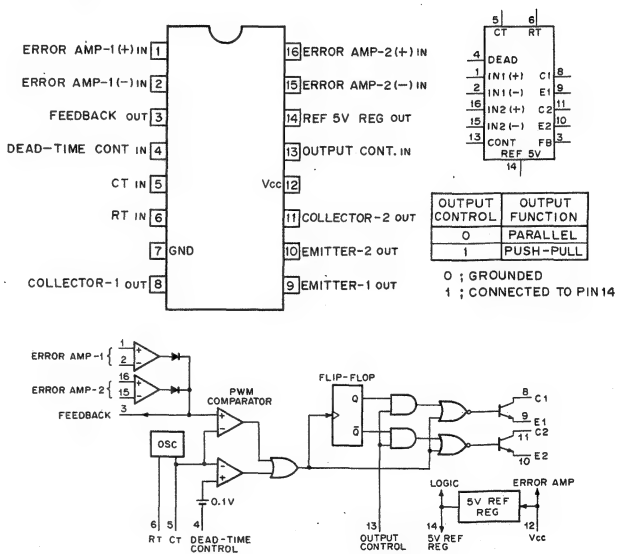 ERROR AMP-1(+) IN 1
ERROR AMP-1(-) IN 2
FEEDBACK OUT 3
DEAD-TIME CONT IN 4
CT IN 5
RT IN 6
7 GND
COLLECTOR-1 OUT 8
16 ERROR AMP-2(+) IN
15 ERROR AMP-2(-) IN
14 REF 5V REG OUT
13 OUTPUT CONT. IN
Vcc 12
11 COLLECTOR-2 OUT
10 EMITTER-2 OUT
9 EMITTER-1 OUT
5 6
CT RT
4 DEAD
1 IN1(+) C1 8
2 IN1(-) E1 9
16 IN2(+) C2 11
15 IN2(-) E2 10
13 CONT FB 3
REF 5V
14
OUTPUT CONTROL OUTPUT FUNCTION
0 PARALLEL
1 PUSH-PULL
0 ; GROUNDED
1 ; CONNECTED TO PIN 14
ERROR AMP-1 { 1 + 2 -
ERROR AMP-2 { 16 + 15 -
FEEDBACK 3
PWM COMPARATOR
+ -
- +
OSC
0.1V
6 5 4
RT CT DEAD-TIME CONTROL
FLIP-FLOP
Q
Q̅
8 C1
9 E1
11 C2
10 E2
13 OUTPUT CONTROL
LOGIC
ERROR AMP
5V REF REG
14 5V REF REG
12 Vcc